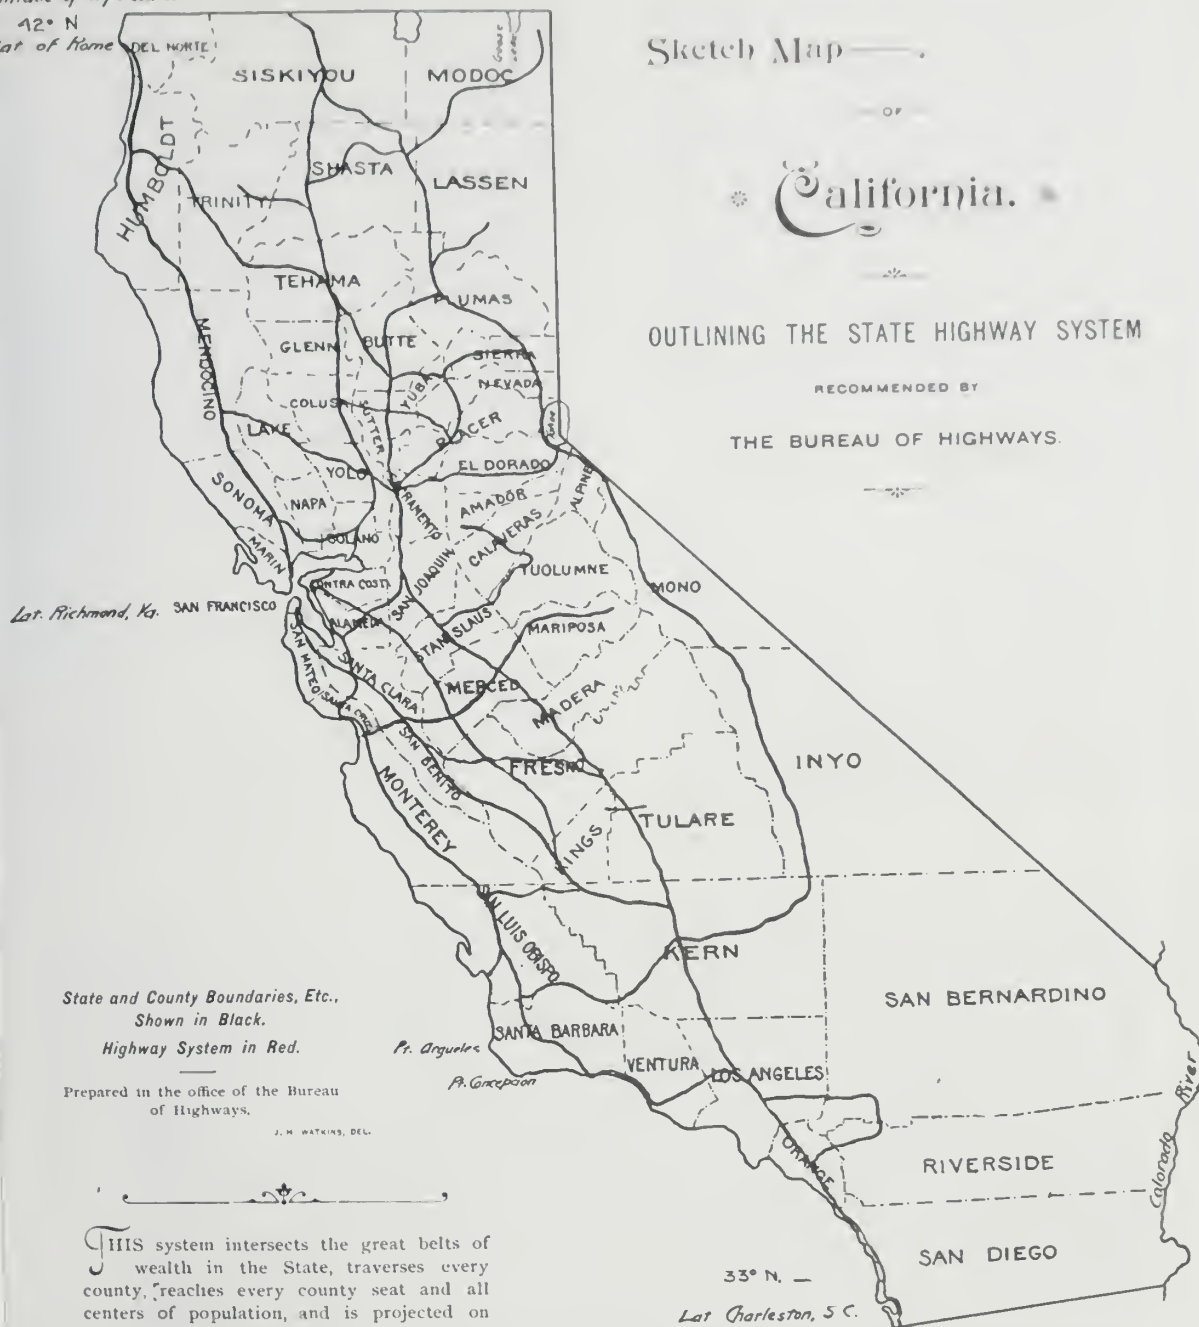 42° N
Lat of Rome
DEL NORTE
SISKIYOU
MODOC
GOOSE LAKE
HUMBOLDT
TRINITY
SHASTA
LASSEN
TEHAMA
PLUMAS
MENDOCINO
GLENN
BUTTE
SIERRA
NEVADA
YUBA
COLUSA
SUTTER
LAKE
PLACER
YOLO
EL DORADO
SONOMA
NAPA
RAMENTO
AMADOR
ALPINE
MARIN
SOLANO
CALAVERAS
SAN JOAQUIN
TUOLUMNE
MONO
CONTRA COSTA
Lat. Richmond, Va.
SAN FRANCISCO
ALAMEDA
STANISLAUS
MARIPOSA
SAN MATEO
SANTA CLARA
SANTA CRUZ
MERCED
MADERA
SAN BENITO
FRESNO
INYO
MONTEREY
KINGS
TULARE
SAN LUIS OBISPO
KERN
SAN BERNARDINO
SANTA BARBARA
Pt. Arguelés
VENTURA
LOS ANGELES
Pt. Concepcion
ORANGE
RIVERSIDE
Colorado River
SAN DIEGO
33° N.
Lat Charleston, S C.
Sketch Map
OF
California.
OUTLINING THE STATE HIGHWAY SYSTEM
RECOMMENDED BY
THE BUREAU OF HIGHWAYS.
State and County Boundaries, Etc.,
Shown in Black.
Highway System in Red.
Prepared in the office of the Bureau
of Highways.
J. H. WATKINS, DEL.
THIS system intersects the great belts of
wealth in the State, traverses every
county, reaches every county seat and all
centers of population, and is projected on